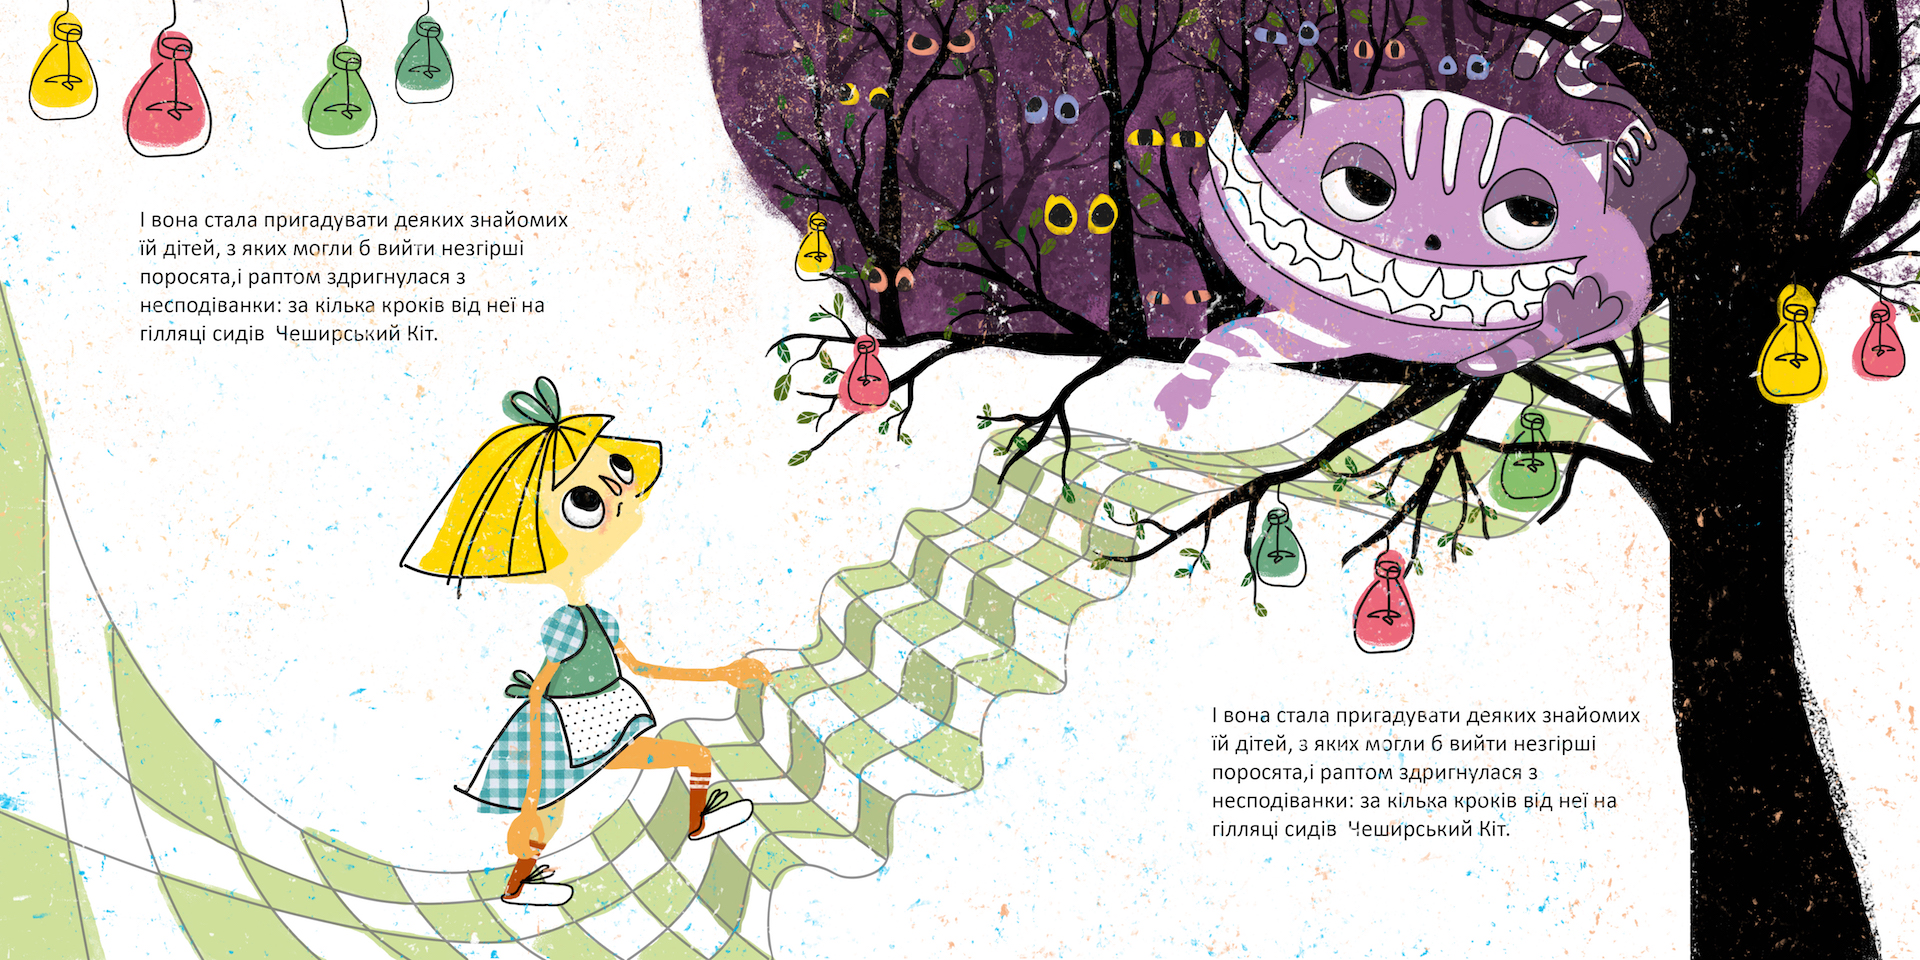 І вона стала пригадувати деяких знайомих
їй дітей, з яких могли б вийти незгірші
поросята,і раптом здригнулася з
несподіванки: за кілька кроків від неї на
гілляці сидів  Чеширський Кіт.
І вона стала пригадувати деяких знайомих
їй дітей, з яких могли б вийти незгірші
поросята,і раптом здригнулася з
несподіванки: за кілька кроків від неї на
гілляці сидів  Чеширський Кіт.